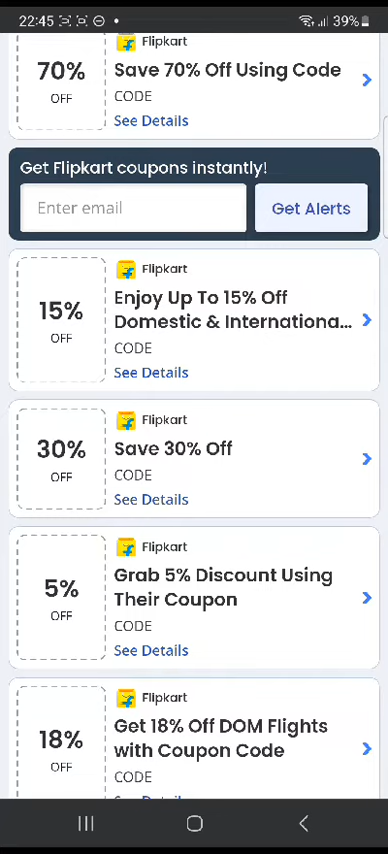 22:45 39%
Flipkart
70%
OFF
Save 70% Off Using Code
CODE
See Details
Get Flipkart coupons instantly!
Enter email
Get Alerts
Flipkart
15%
OFF
Enjoy Up To 15% Off
Domestic & Internationa...
CODE
See Details
Flipkart
30%
OFF
Save 30% Off
CODE
See Details
Flipkart
5%
OFF
Grab 5% Discount Using
Their Coupon
CODE
See Details
Flipkart
18%
OFF
Get 18% Off DOM Flights
with Coupon Code
CODE